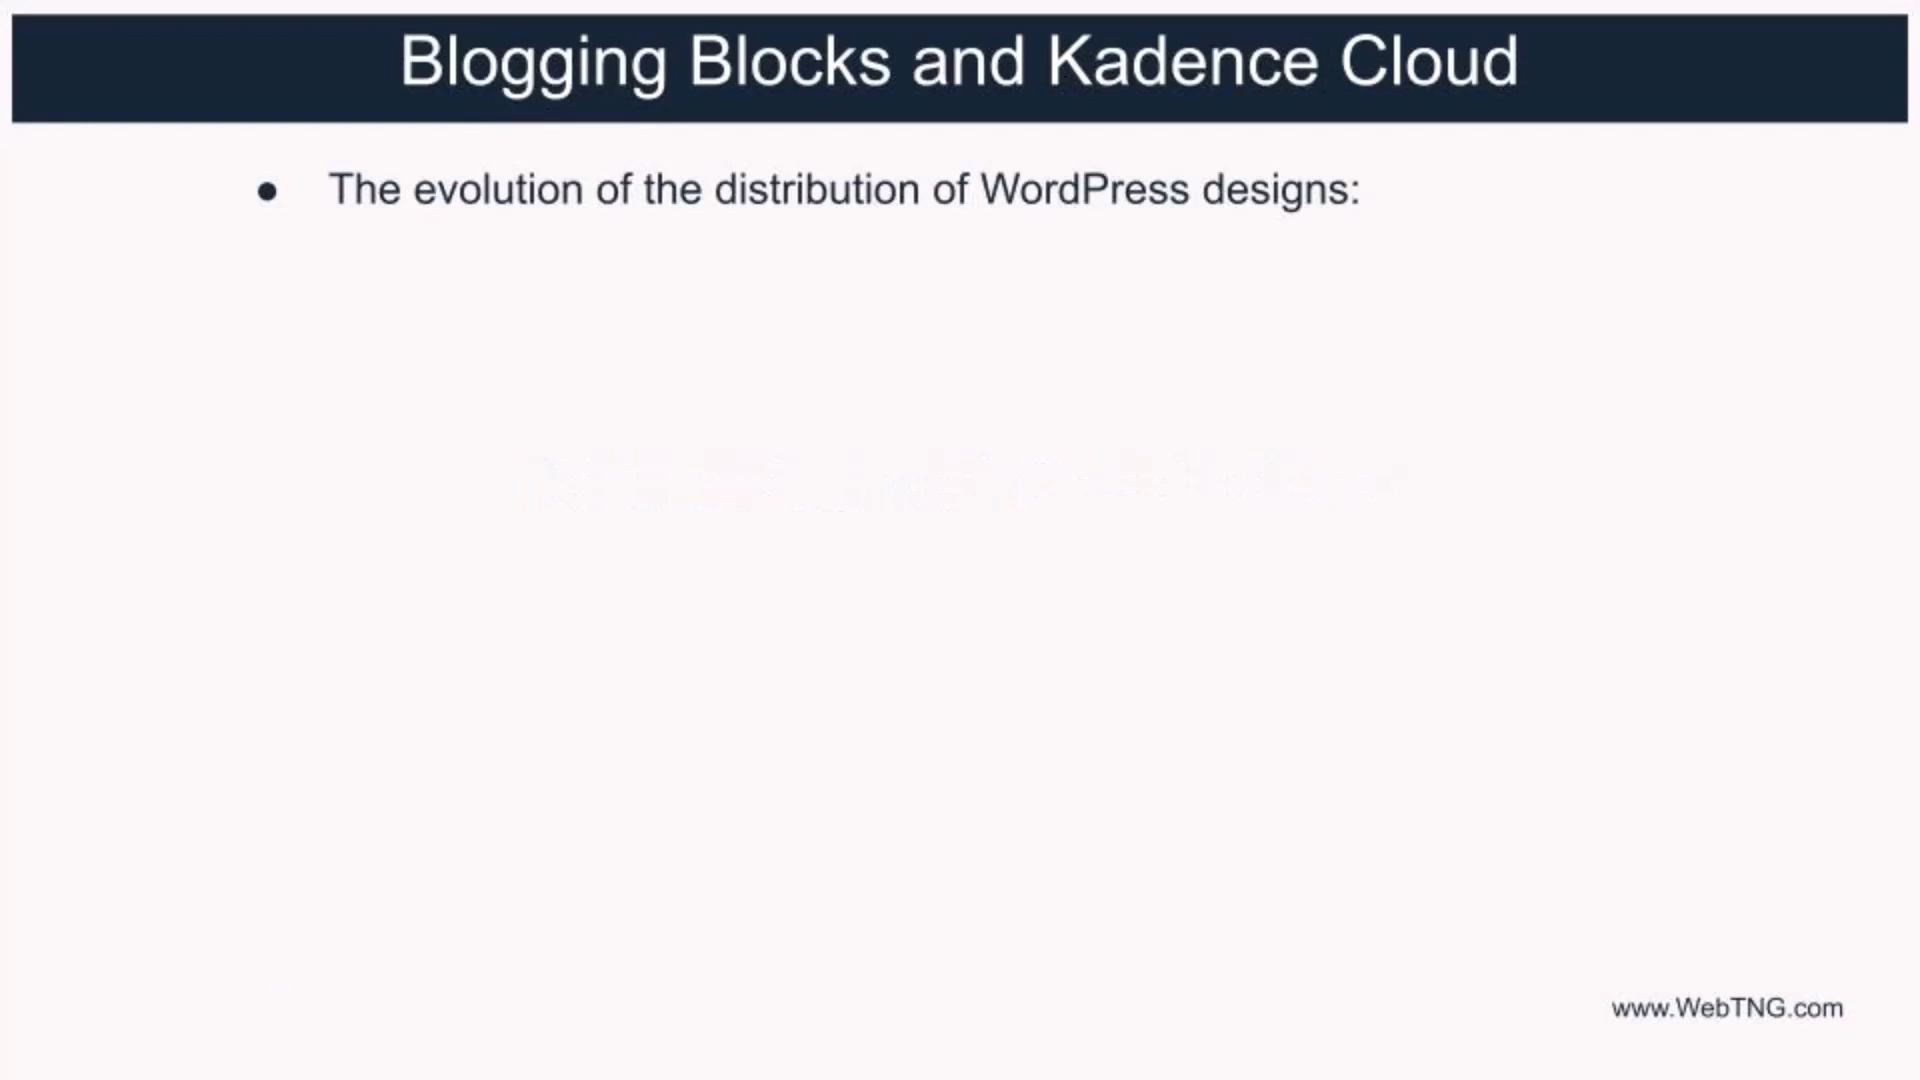 Blogging Blocks and Kadence Cloud
● The evolution of the distribution of WordPress designs:
www.WebTNG.com